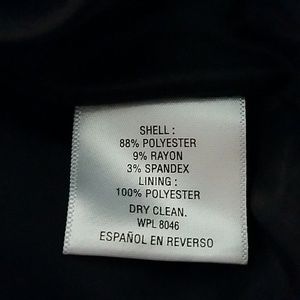 SHELL :
88% POLYESTER
9% RAYON
3% SPANDEX
LINING :
100% POLYESTER
DRY CLEAN.
WPL 8046
ESPAÑOL EN REVERSO